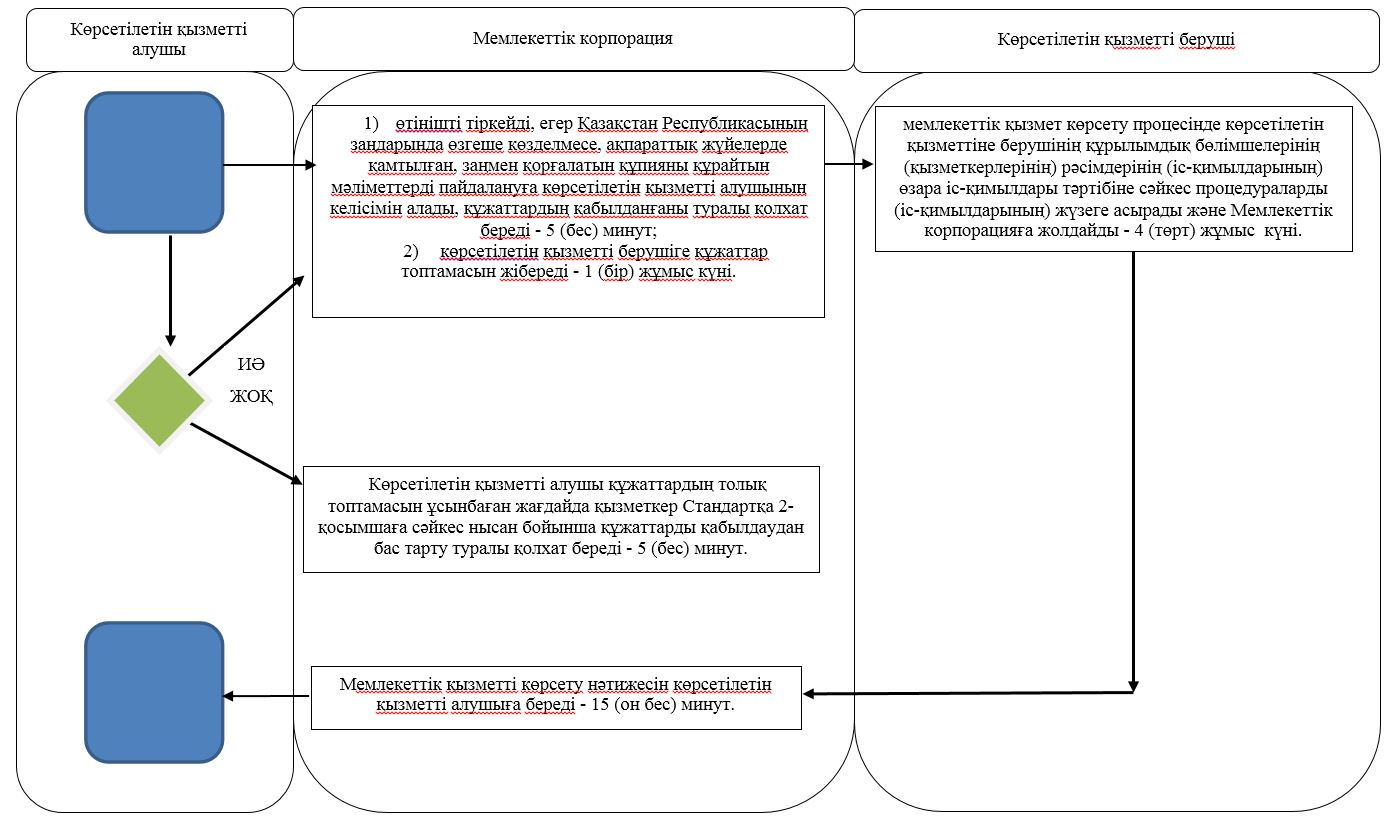 Көрсетілетін қызметті
алушы
Мемлекеттік корпорация
Көрсетілетін қызметті беруші
1) өтінішті тіркейді, егер Қазақстан Республикасының
заңдарында өзгеше көзделмесе, ақпараттық жүйелерде
қамтылған, заңмен қорғалатын құпияны құрайтын
мәліметтерді пайдалануға көрсетілетін қызметті алушының
келісімін алады, құжаттардың қабылданғаны туралы қолхат
береді - 5 (бес) минут;
2) көрсетілетін қызметті берушіге құжаттар
топтамасын жібереді - 1 (бір) жұмыс күні.
мемлекеттік қызмет көрсету процесінде көрсетілетін
қызметтіне берушінің құрылымдық бөлімшелерінің
(қызметкерлерінің) рәсімдерінің (іс-қимылдарының)
өзара іс-қимылдары тәртібіне сәйкес процедураларды
(іс-қимылдарының) жүзеге асырады және Мемлекеттік
корпорацияға жолдайды - 4 (төрт) жұмыс күні.
ИӘ
ЖОҚ
Көрсетілетін қызметті алушы құжаттардың толық
топтамасын ұсынбаған жағдайда қызметкер Стандартқа 2-
қосымшаға сәйкес нысан бойынша құжаттарды қабылдаудан
бас тарту туралы қолхат береді - 5 (бес) минут.
Мемлекеттік қызметті көрсету нәтижесін көрсетілетін
қызметті алушыға береді - 15 (он бес) минут.